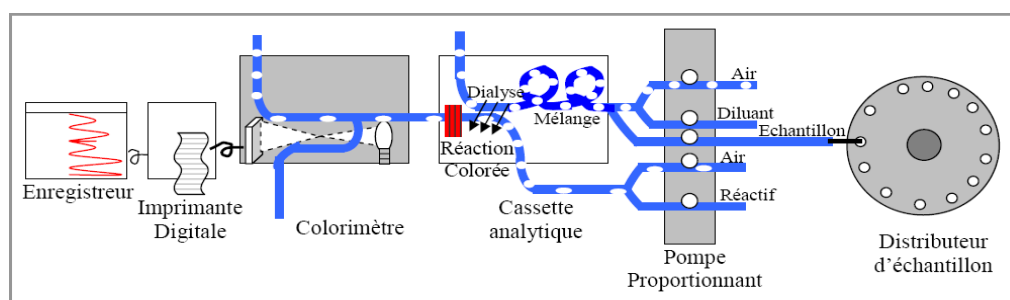 Enregistreur
Imprimante
Digitale
Colorimètre
Dialyse
Mélange
Réaction
Colorée
Cassette
analytique
Air
Diluant
Echantillon
Air
Réactif
Pompe
Proportionnant
Distributeur
d'échantillon